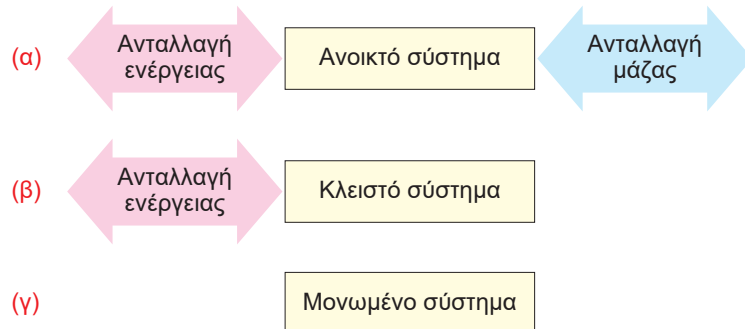 (α)
Ανταλλαγή
ενέργειας
Ανοικτό σύστημα
Ανταλλαγή
μάζας
(β)
Ανταλλαγή
ενέργειας
Κλειστό σύστημα
(γ)
Μονωμένο σύστημα